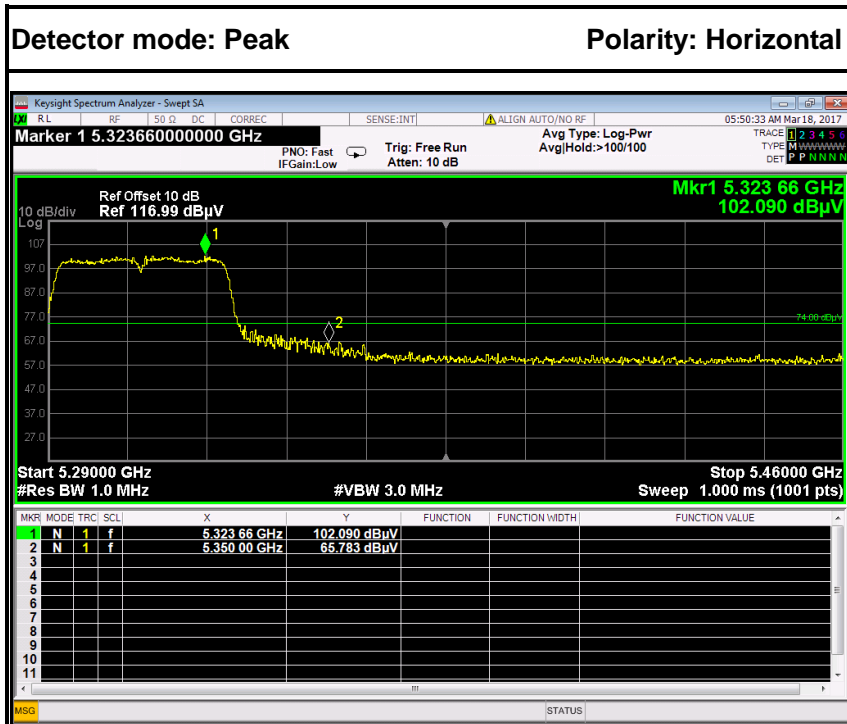 Detector mode: Peak Polarity: Horizontal
Keysight Spectrum Analyzer - Swept SA
RL RF 50 Ω DC CORREC SENSE:INT ALIGN AUTO/NO RF 05:50:33 AM Mar 18, 2017
Marker 1 5.323660000000 GHz
PNO: Fast
IFGain:Low
Trig: Free Run
Atten: 10 dB
Avg Type: Log-Pwr
Avg|Hold:>100/100
TRACE 1 2 3 4 5 6
TYPE M WWWWW
DET P P N N N N
Mkr1 5.323 66 GHz
102.090 dBµV
Ref Offset 10 dB
10 dB/div Ref 116.99 dBµV
Log
1
107
97.0
87.0
77.0
74.00 dBµV
2
67.0
57.0
47.0
37.0
27.0
Start 5.29000 GHz Stop 5.46000 GHz
#Res BW 1.0 MHz #VBW 3.0 MHz Sweep 1.000 ms (1001 pts)
MKR MODE TRC SCL X Y FUNCTION FUNCTION WIDTH FUNCTION VALUE
1 N 1 f 5.323 66 GHz 102.090 dBµV
2 N 1 f 5.350 00 GHz 65.783 dBµV
3
4
5
6
7
8
9
10
11
MSG STATUS